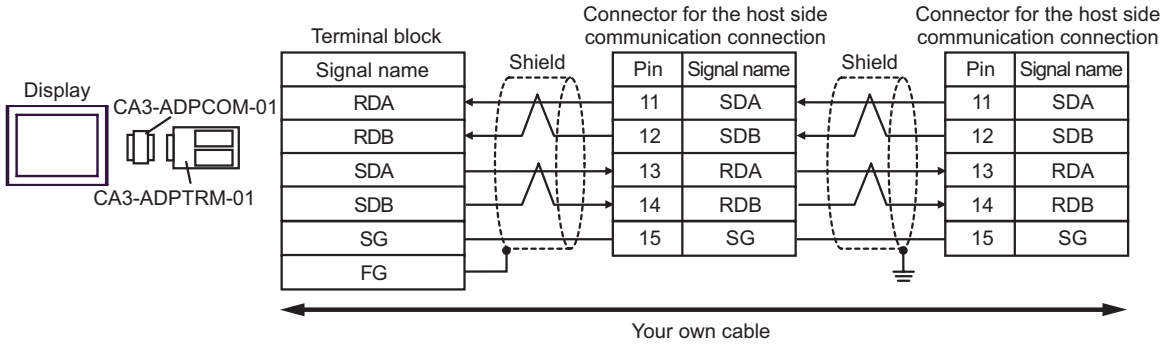 Display
CA3-ADPCOM-01
CA3-ADPTRM-01
Terminal block
Signal name
RDA
RDB
SDA
SDB
SG
FG
Shield
Connector for the host side
communication connection
Pin Signal name
11 SDA
12 SDB
13 RDA
14 RDB
15 SG
Shield
Connector for the host side
communication connection
Pin Signal name
11 SDA
12 SDB
13 RDA
14 RDB
15 SG
Your own cable